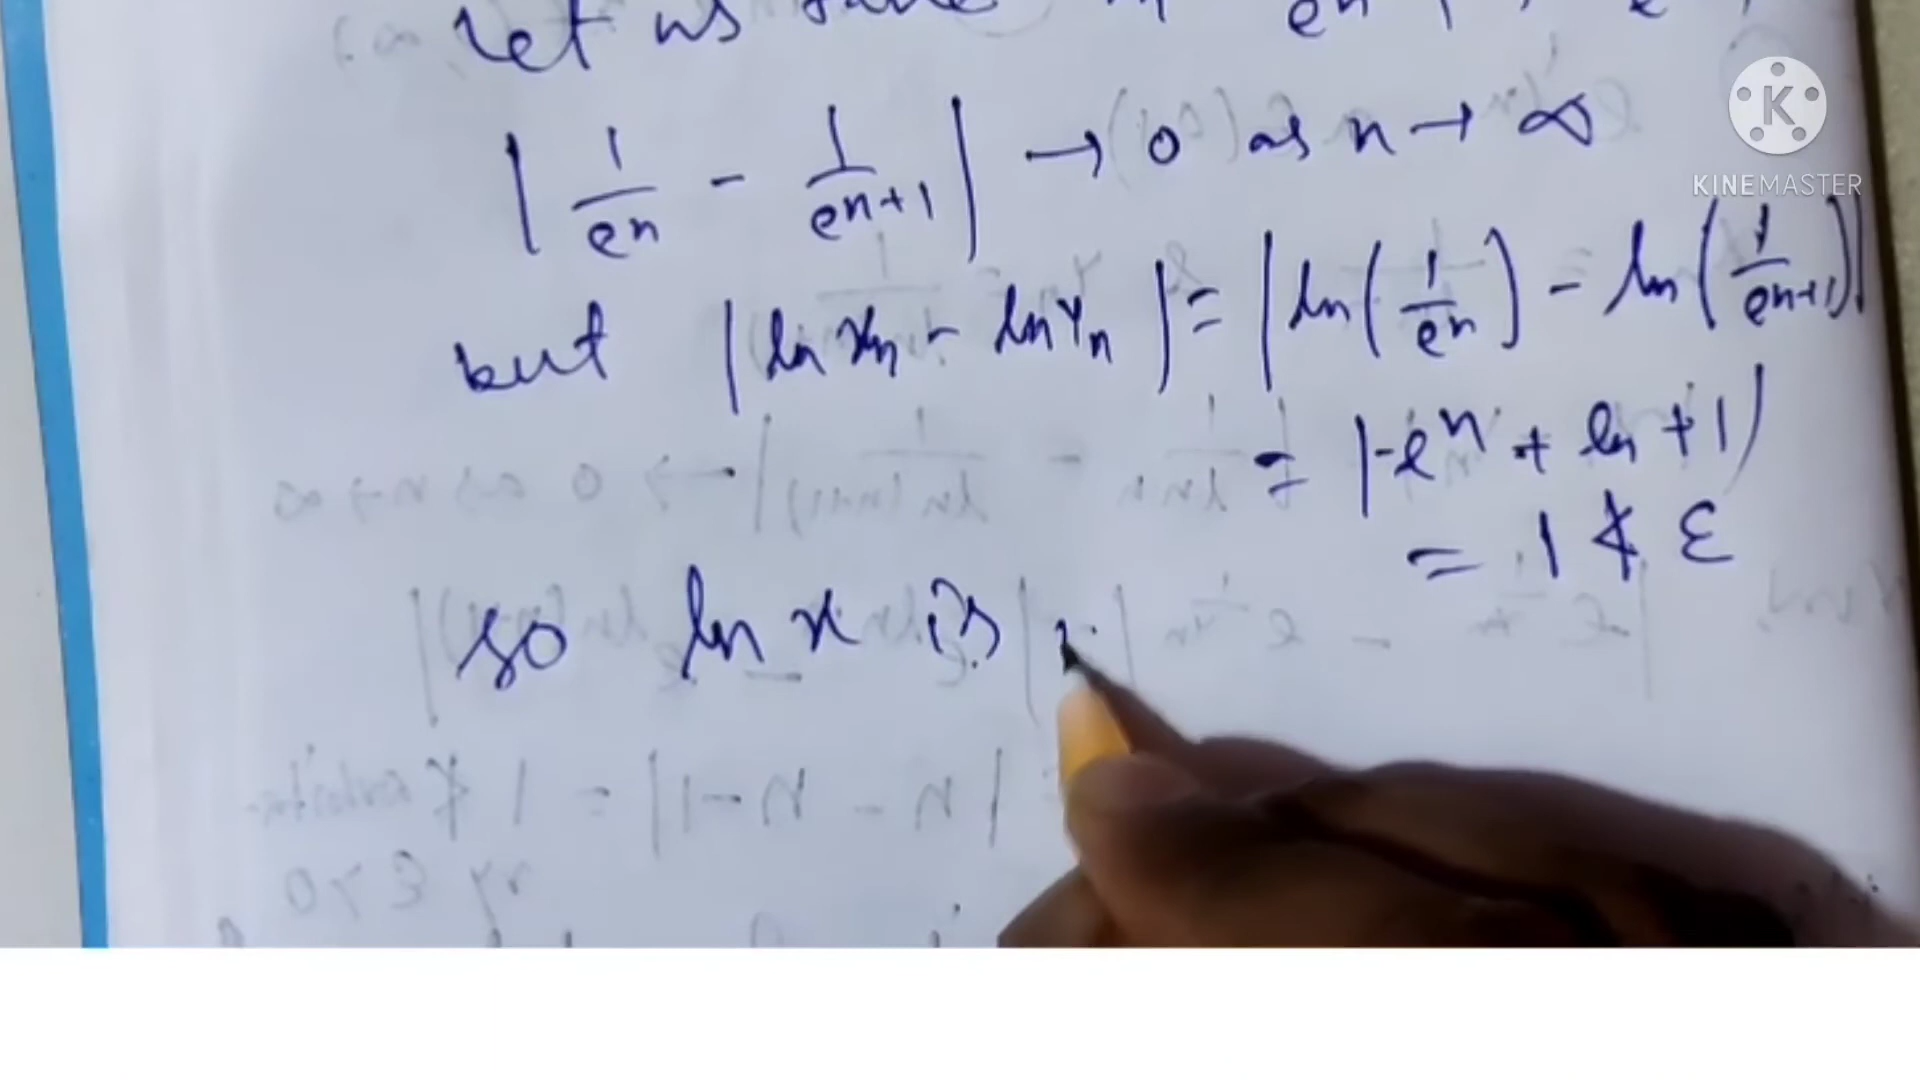 let us
| 1/en - 1/en+1 | → 0 as n → ∞
K
KINEMASTER
but | ln xn - ln Yn | = | ln(1/en) - ln(1/en+1) |
= |-en + en +1|
= 1 ≮ ε
so ln x is